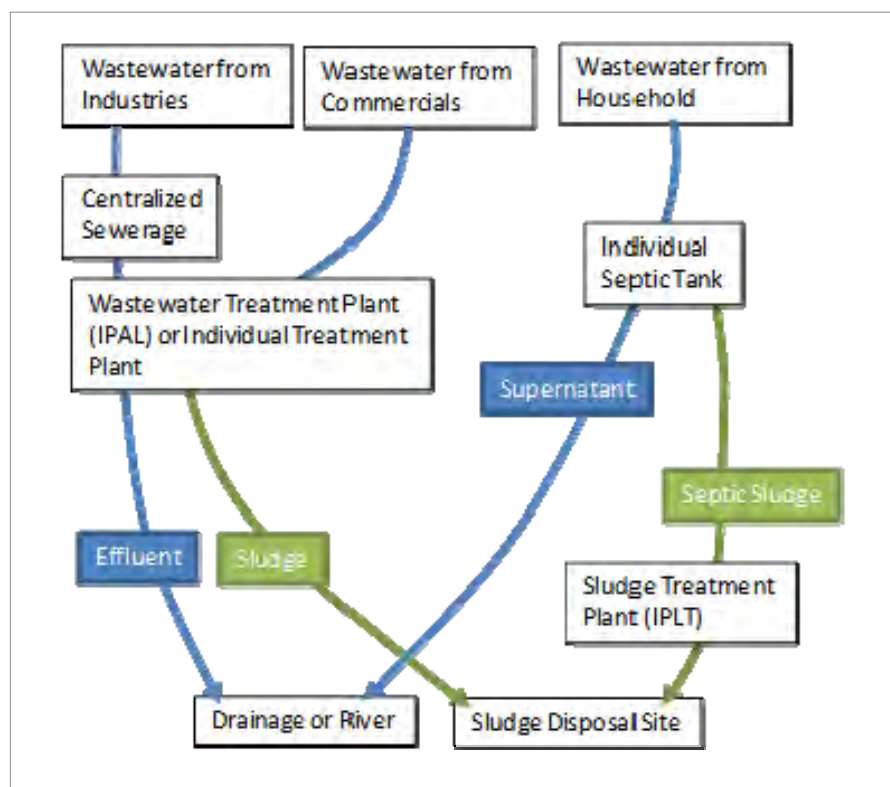 Wastewater from
Industries
Wastewater from
Commercials
Wastewater from
Household
Centralized
Sewerage
Individual
Septic Tank
Wastewater Treatment Plant
(IPAL) or Individual Treatment
Plant
Supernatant
Septic Sludge
Effluent
Sludge
Sludge Treatment
Plant (IPLT)
Drainage or River
Sludge Disposal Site